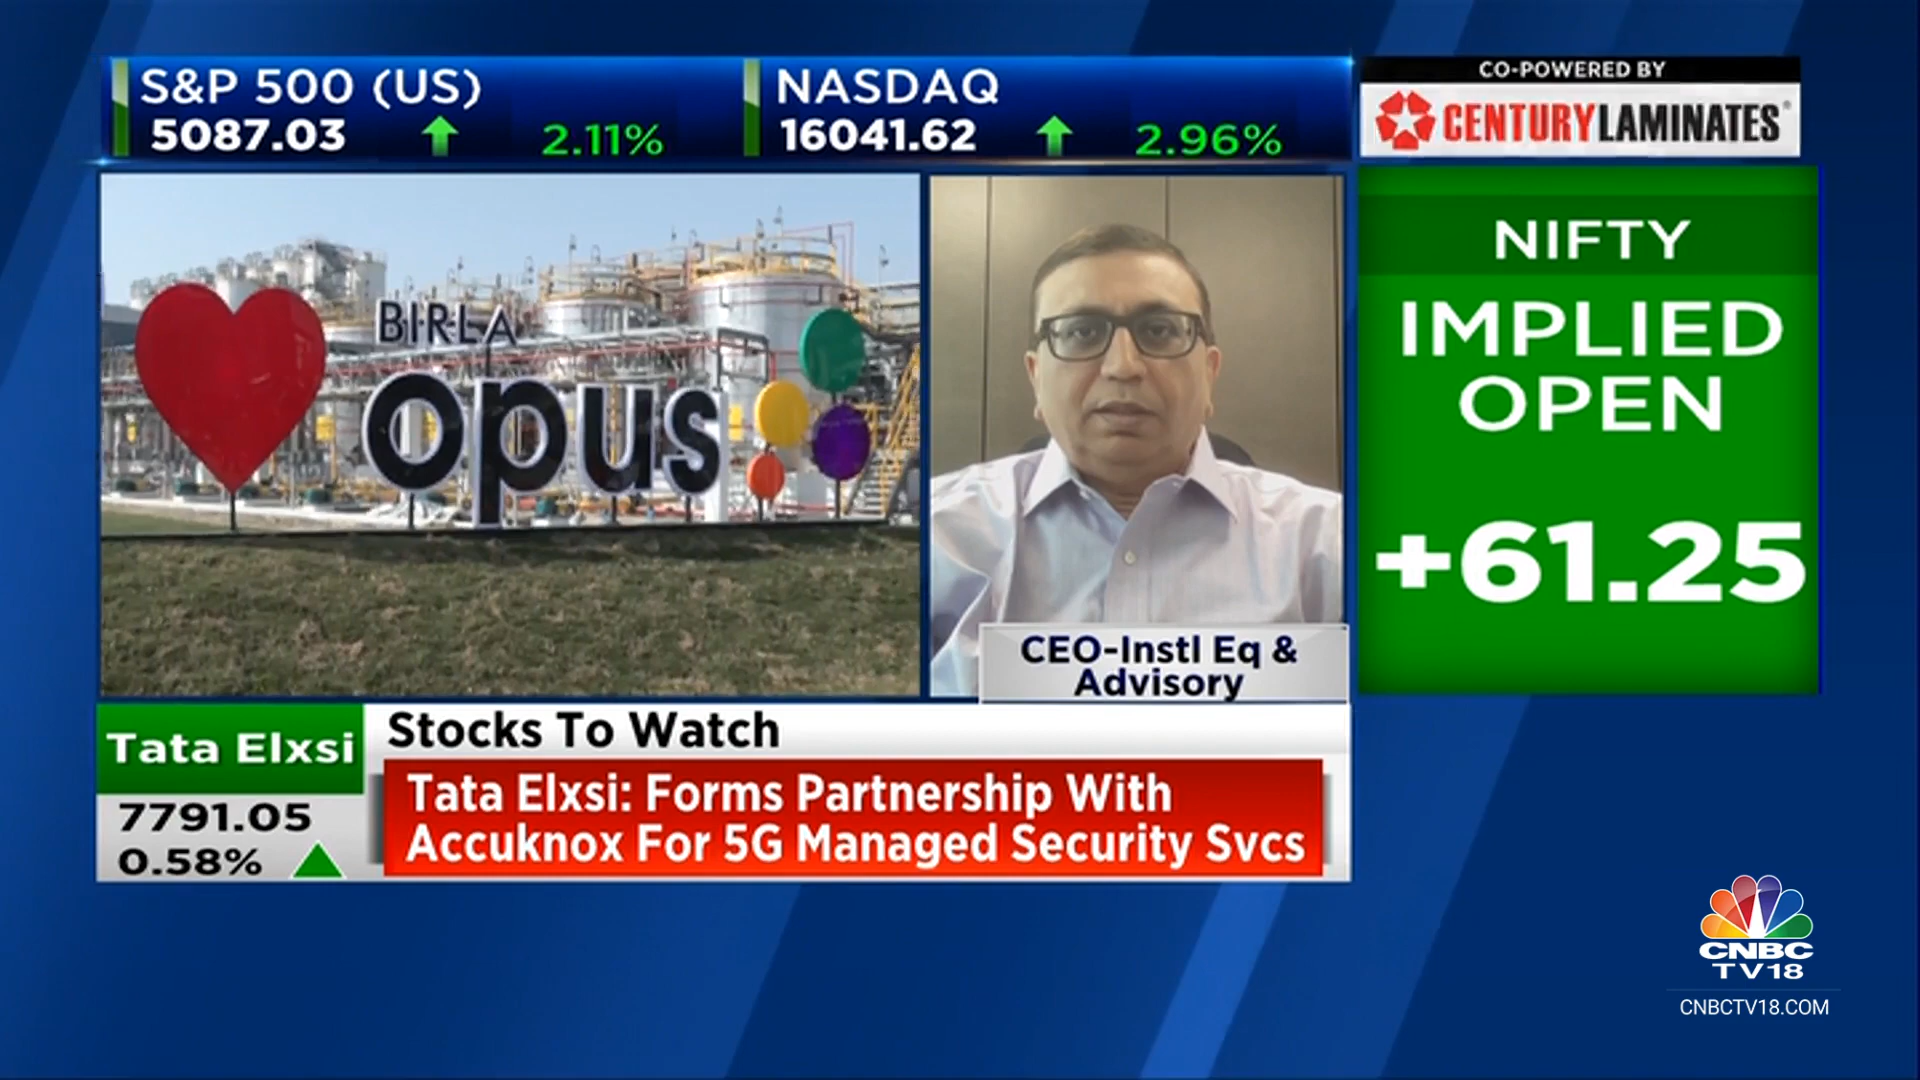 S&P 500 (US)
5087.03 2.11%
NASDAQ
16041.62 2.96%
CO-POWERED BY
CENTURYLAMINATES®
BIRLA
opus
NIFTY
IMPLIED
OPEN
+61.25
CEO-Instl Eq &
Advisory
Tata Elxsi
7791.05
0.58%
Stocks To Watch
Tata Elxsi: Forms Partnership With
Accuknox For 5G Managed Security Svcs
CNBC
TV18
CNBCTV18.COM